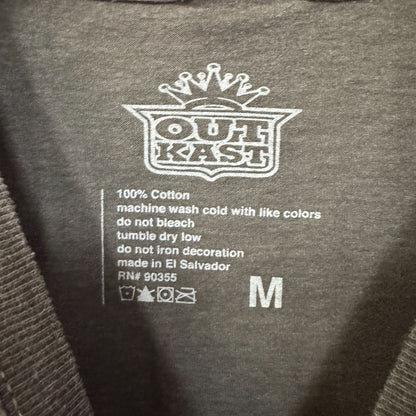 OUT
KAST
100% Cotton
machine wash cold with like colors
do not bleach
tumble dry low
do not iron decoration
made in El Salvador
RN# 90355
M